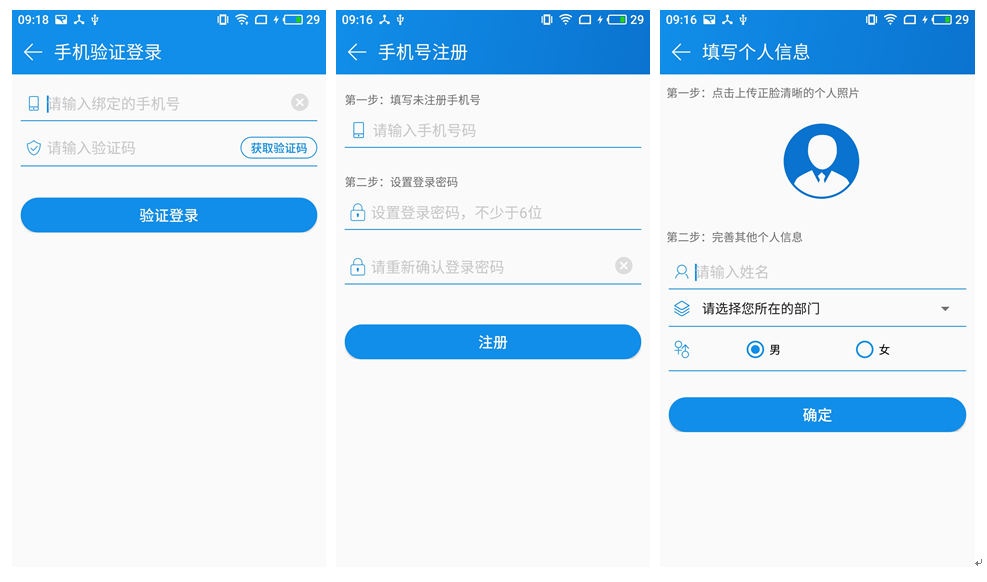 09:18
29
手机验证登录
请输入绑定的手机号
请输入验证码
获取验证码
验证登录
09:16
29
手机号注册
第一步：填写未注册手机号
请输入手机号码
第二步：设置登录密码
设置登录密码，不少于6位
请重新确认登录密码
注册
09:16
29
填写个人信息
第一步：点击上传正脸清晰的个人照片
第二步：完善其他个人信息
请输入姓名
请选择您所在的部门
男
女
确定